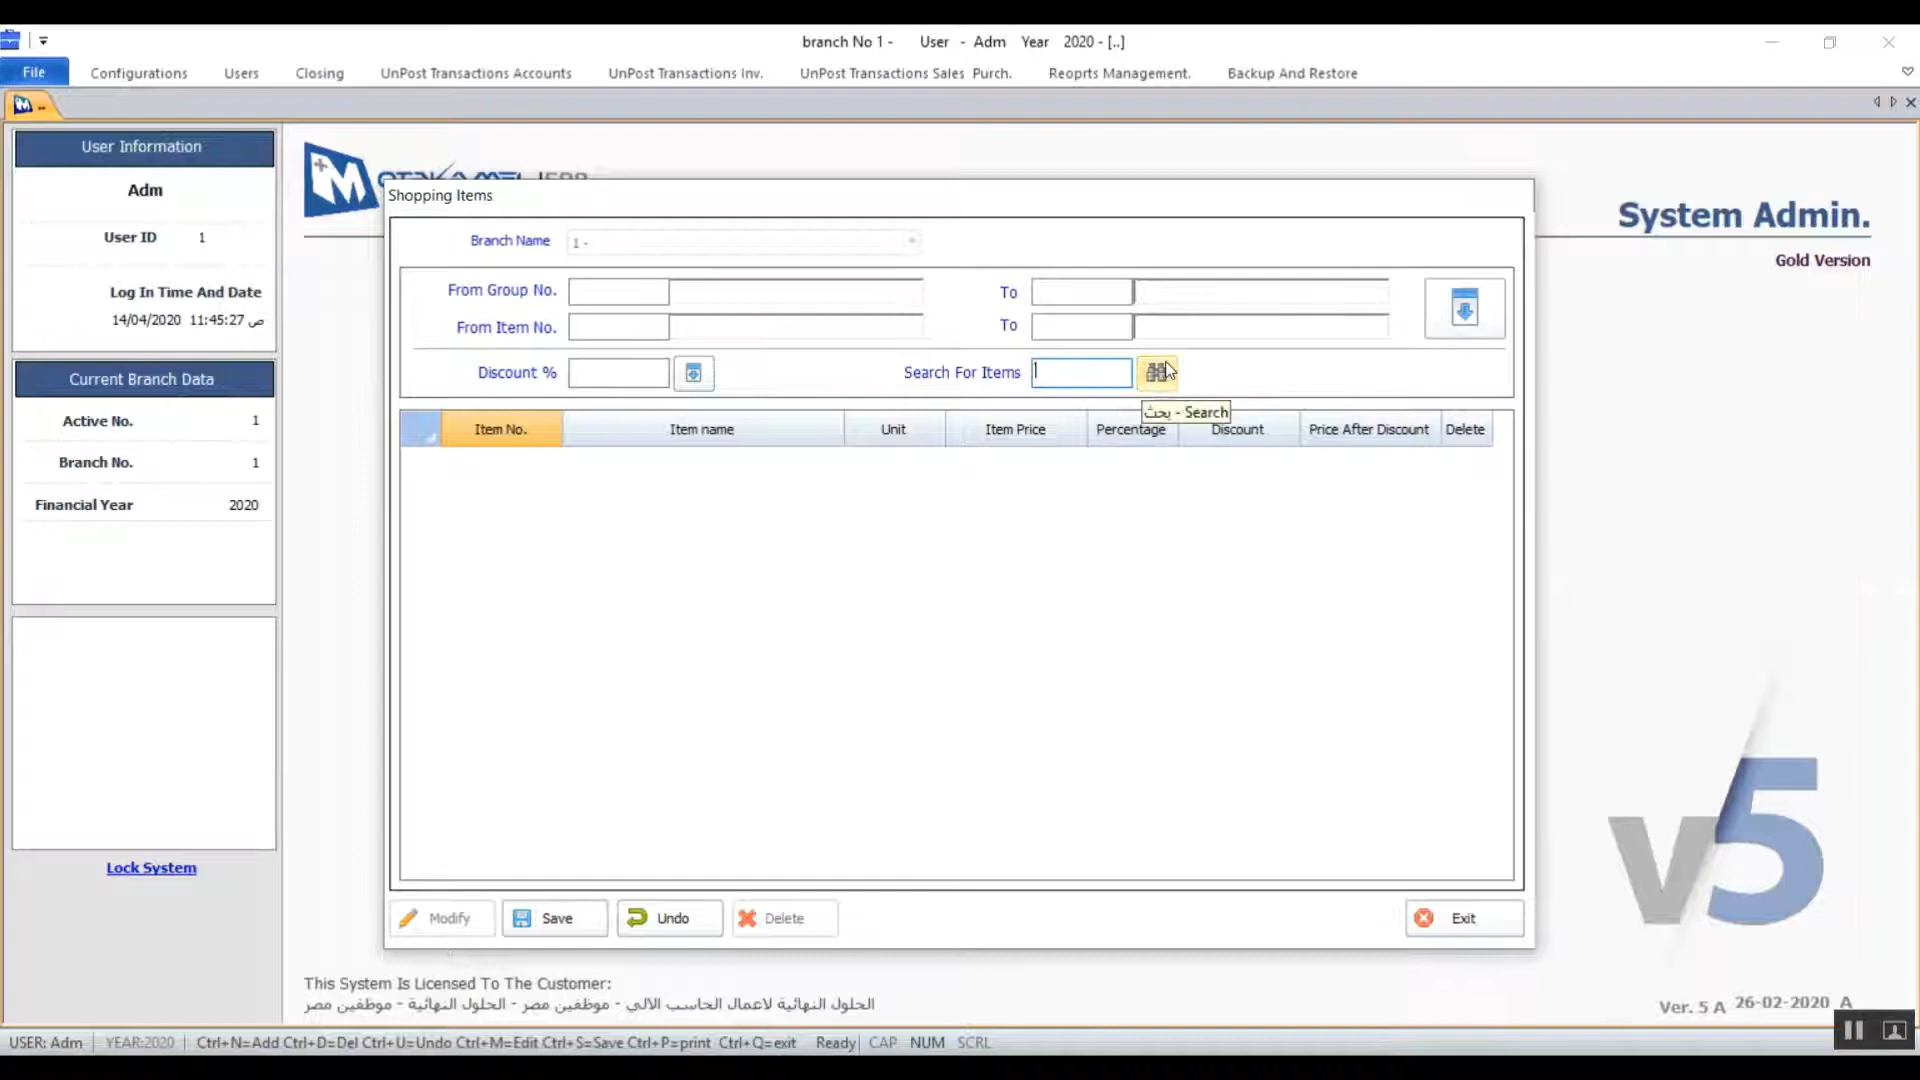 branch No 1 - User - Adm Year 2020 - [..]
File Configurations Users Closing UnPost Transactions Accounts UnPost Transactions Inv. UnPost Transactions Sales Purch. Reoprts Management. Backup And Restore
..
User Information
Adm
User ID 1
Log In Time And Date
14/04/2020 11:45:27 ص
Current Branch Data
Active No. 1
Branch No. 1
Financial Year 2020
Lock System
System Admin.
Gold Version
Shopping Items
Branch Name 1 -
From Group No. To
From Item No. To
Discount % Search For Items
بحث - Search
Item No. Item name Unit Item Price Percentage Discount Price After Discount Delete
Modify Save Undo Delete Exit
v5
This System Is Licensed To The Customer:
الحلول النهائية لاعمال الحاسب الالي - موظفين مصر - الحلول النهائية - موظفين مصر
Ver. 5 A 26-02-2020 A
USER: Adm YEAR:2020 Ctrl+N=Add Ctrl+D=Del Ctrl+U=Undo Ctrl+M=Edit Ctrl+S=Save Ctrl+P=print Ctrl+Q=exit Ready CAP NUM SCRL